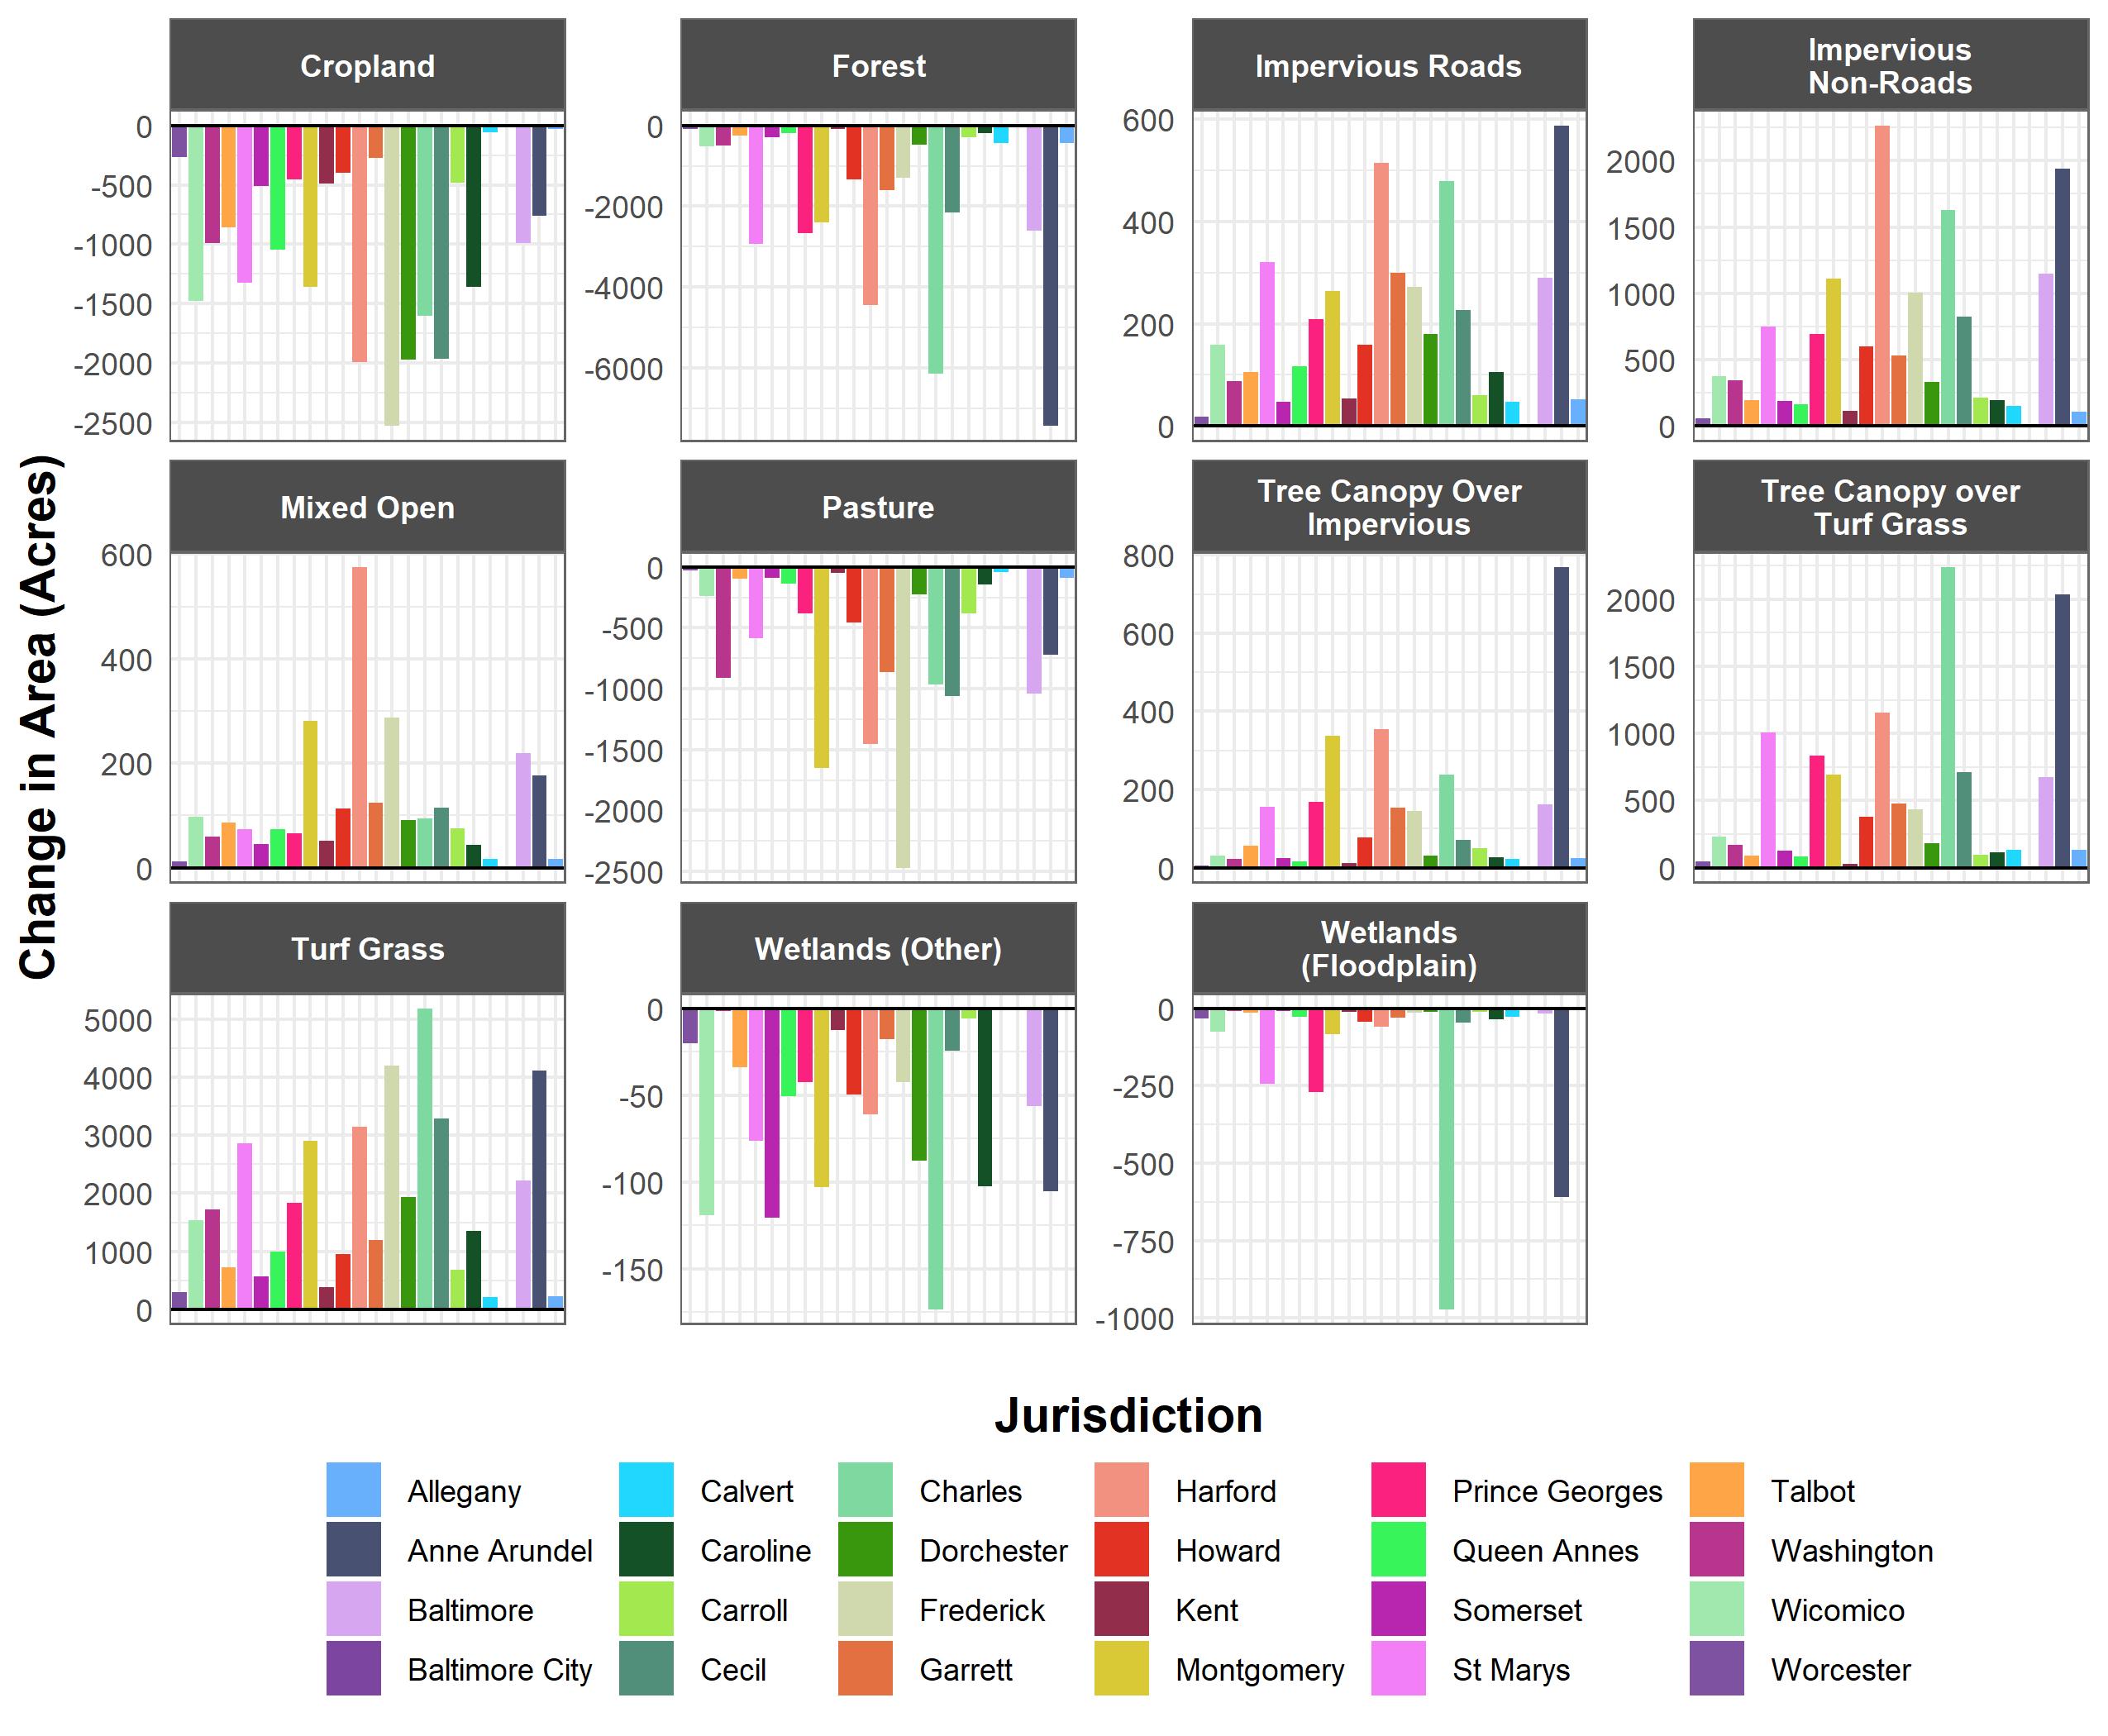 Change in Area (Acres)
Cropland
0
-500
-1000
-1500
-2000
-2500
Forest
0
-2000
-4000
-6000
Impervious Roads
600
400
200
0
Impervious
Non-Roads
2000
1500
1000
500
0
Mixed Open
600
400
200
0
Pasture
0
-500
-1000
-1500
-2000
-2500
Tree Canopy Over
Impervious
800
600
400
200
0
Tree Canopy over
Turf Grass
2000
1500
1000
500
0
Turf Grass
5000
4000
3000
2000
1000
0
Wetlands (Other)
0
-50
-100
-150
Wetlands
(Floodplain)
0
-250
-500
-750
-1000
Jurisdiction
Allegany
Anne Arundel
Baltimore
Baltimore City
Calvert
Caroline
Carroll
Cecil
Charles
Dorchester
Frederick
Garrett
Harford
Howard
Kent
Montgomery
Prince Georges
Queen Annes
Somerset
St Marys
Talbot
Washington
Wicomico
Worcester